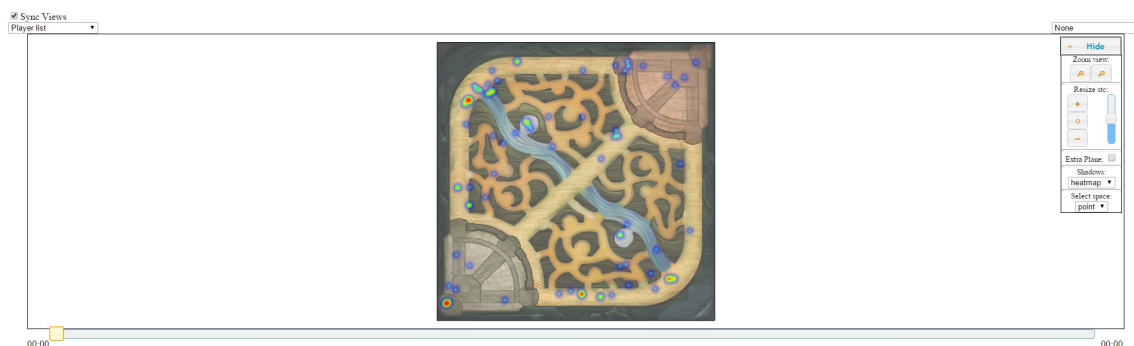 Sync Views
Player list
None
Hide
Zoom view:
Resize stc:
+
○
−
Extra Plane:
Shadows:
heatmap
Select space:
point
00:00
00:00